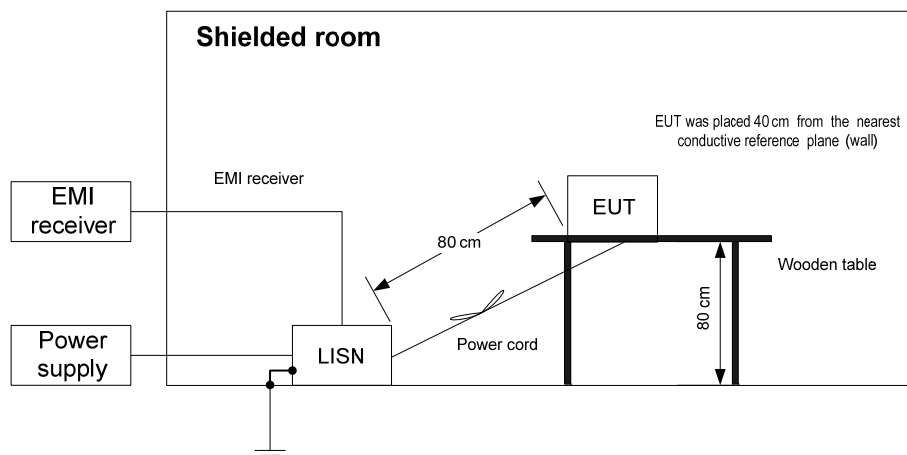 Shielded room
EUT was placed 40 cm from the nearest
conductive reference plane (wall)
EMI receiver
EMI
receiver
EUT
80 cm
Wooden table
80 cm
Power
supply
LISN
Power cord